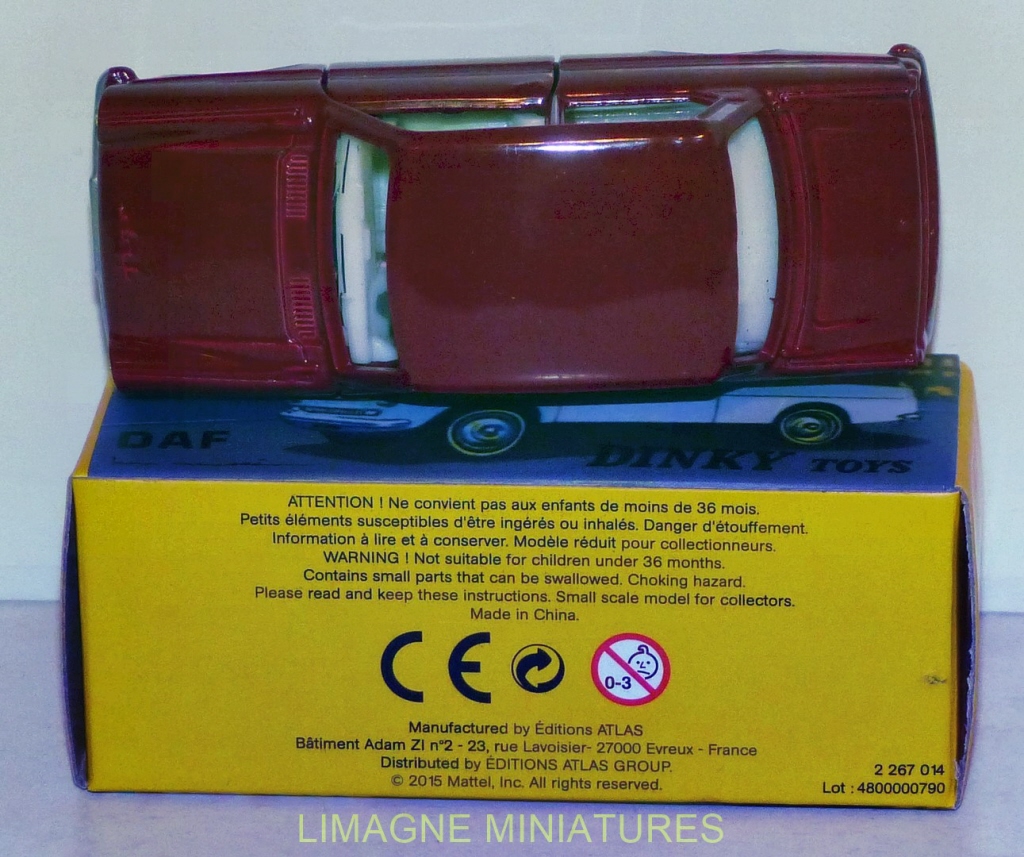 DAF
DINKY TOYS
ATTENTION ! Ne convient pas aux enfants de moins de 36 mois.
Petits éléments susceptibles d'être ingérés ou inhalés. Danger d'étouffement.
Information à lire et à conserver. Modèle réduit pour collectionneurs.
WARNING ! Not suitable for children under 36 months.
Contains small parts that can be swallowed. Choking hazard.
Please read and keep these instructions. Small scale model for collectors.
Made in China.
CE
0-3
Manufactured by Éditions ATLAS
Bâtiment Adam ZI n°2 - 23, rue Lavoisier- 27000 Evreux - France
Distributed by ÉDITIONS ATLAS GROUP.
© 2015 Mattel, Inc. All rights reserved.
2 267 014
Lot : 4800000790
LIMAGNE MINIATURES